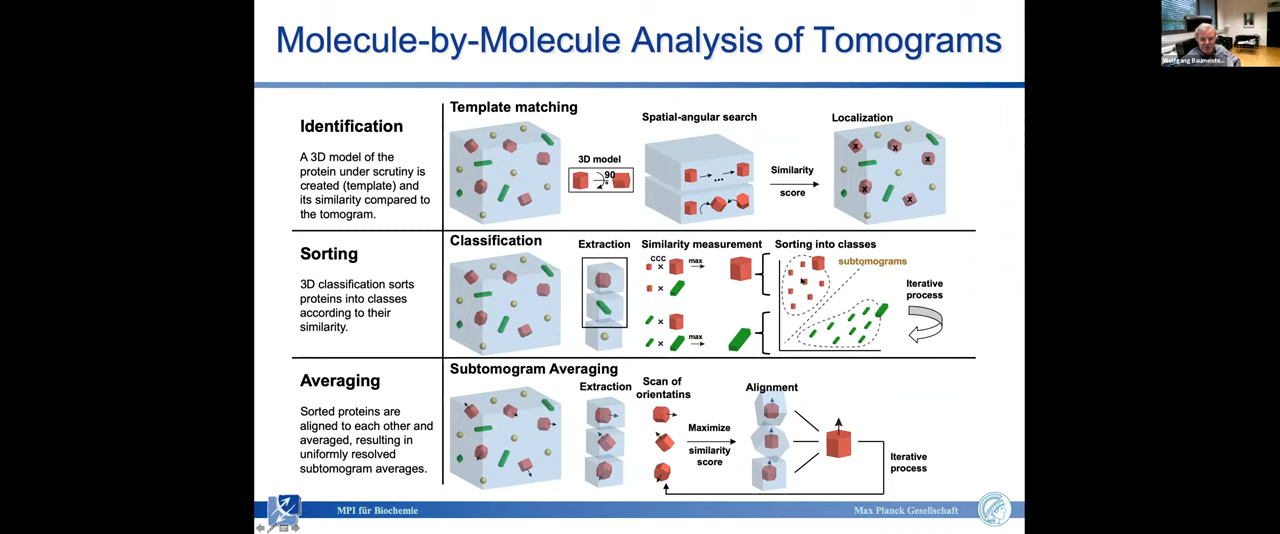 Molecule-by-Molecule Analysis of Tomograms
Wolfgang Baumeiste...
Identification
A 3D model of the
protein under scrutiny is
created (template) and
its similarity compared to
the tomogram.
Template matching
3D model
90
Spatial-angular search
...
Similarity
score
Localization
x
x
x
x
x
Sorting
3D classification sorts
proteins into classes
according to their
similarity.
Classification
Extraction
Similarity measurement
CCC
x
max
x
x
x
max
Sorting into classes
subtomograms
Iterative
process
Averaging
Sorted proteins are
aligned to each other and
averaged, resulting in
uniformly resolved
subtomogram averages.
Subtomogram Averaging
Extraction
Scan of
orientatins
Maximize
similarity
score
Alignment
Iterative
process
MPI für Biochemie
Max Planck Gesellschaft